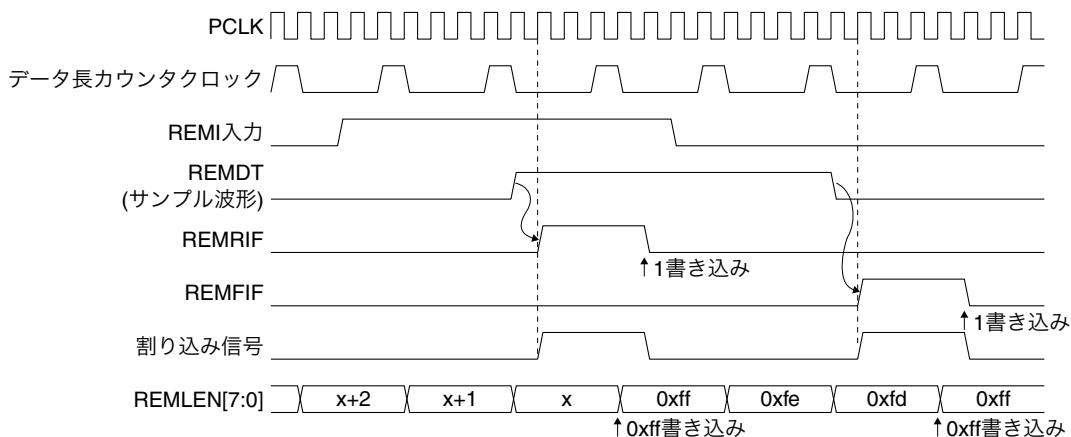 PCLK
データ長カウンタクロック
REMI入力
REMDT
(サンプル波形)
REMRIF
↑1書き込み
REMFIF
↑1書き込み
割り込み信号
REMLEN[7:0] x+2 x+1 x 0xff 0xfe 0xfd 0xff
↑0xff書き込み ↑0xff書き込み